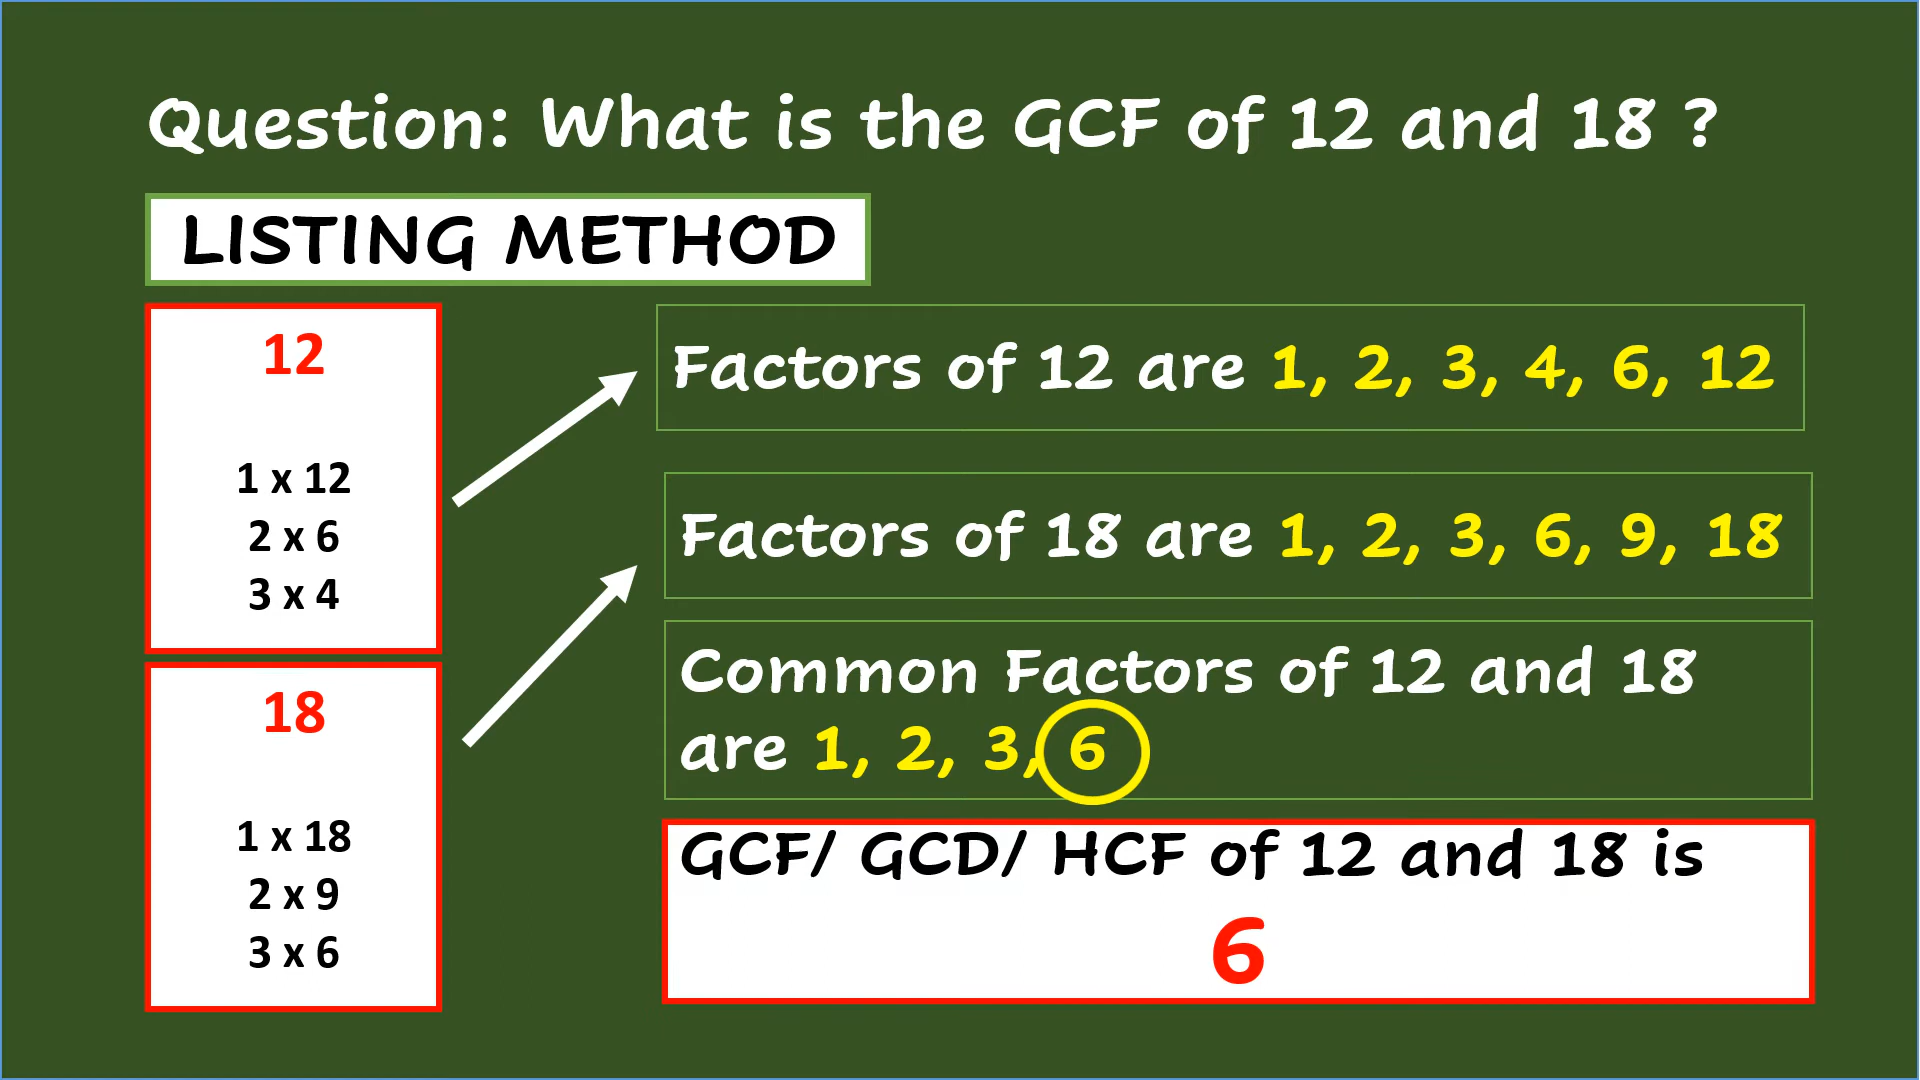 Question: What is the GCF of 12 and 18 ?
LISTING METHOD
12
1 x 12
2 x 6
3 x 4
18
1 x 18
2 x 9
3 x 6
Factors of 12 are 1, 2, 3, 4, 6, 12
Factors of 18 are 1, 2, 3, 6, 9, 18
Common Factors of 12 and 18
are 1, 2, 3, 6
GCF/ GCD/ HCF of 12 and 18 is
6